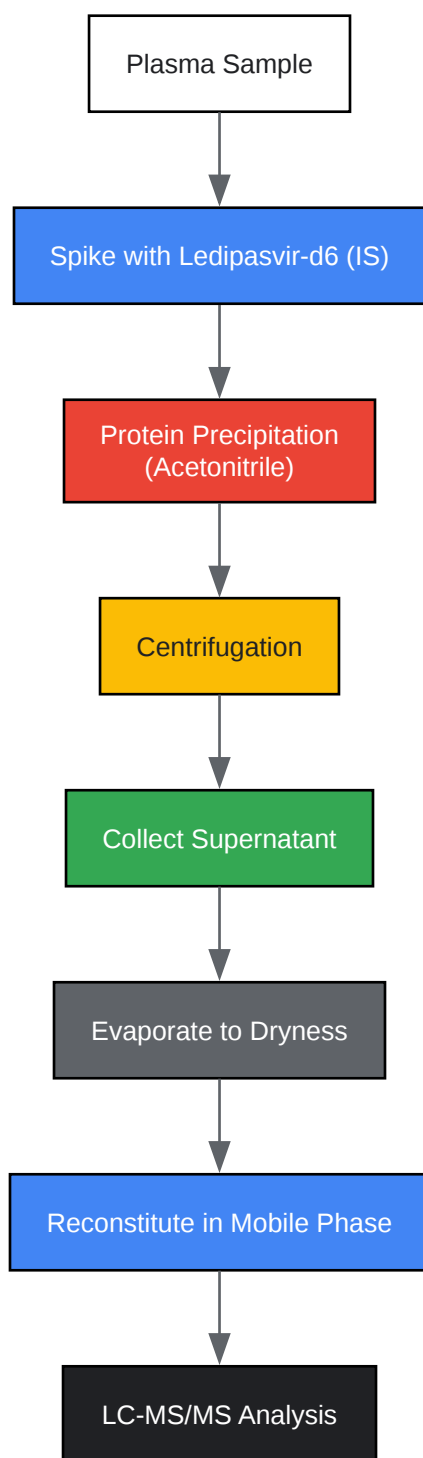 Plasma Sample
Spike with Ledipasvir-d6 (IS)
Protein Precipitation
(Acetonitrile)
Centrifugation
Collect Supernatant
Evaporate to Dryness
Reconstitute in Mobile Phase
LC-MS/MS Analysis